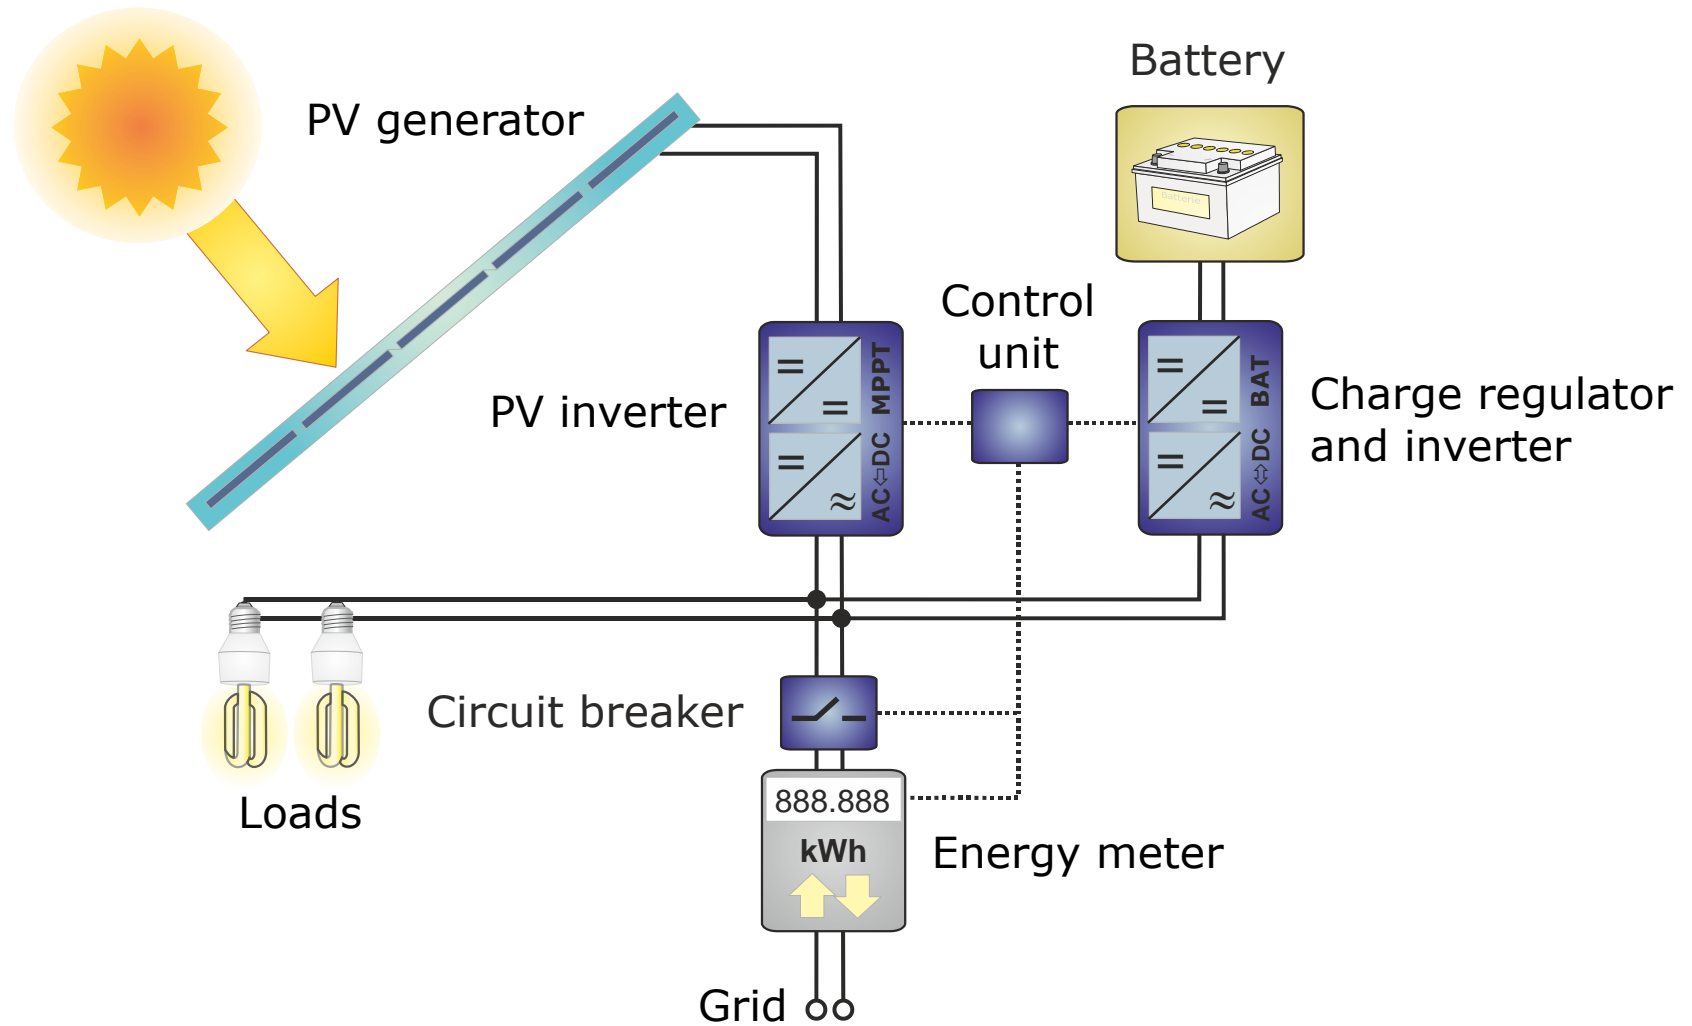 Battery
PV generator
Batterie
Control
unit
MPPT
BAT
PV inverter
Charge regulator
and inverter
AC⇩DC
AC⇕DC
Circuit breaker
888.888
Loads
kWh
Energy meter
Grid